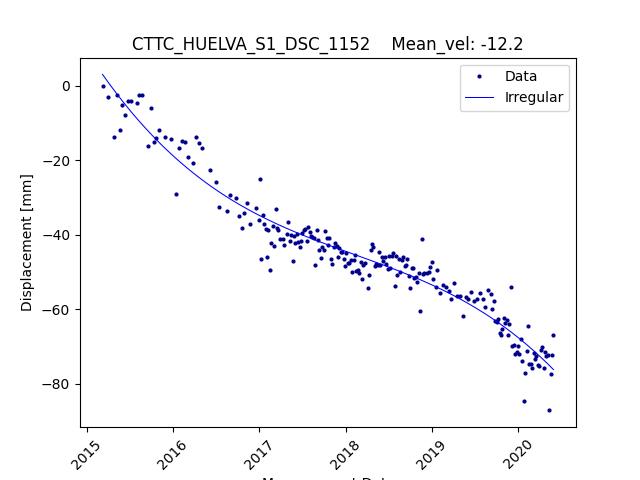 CTTC_HUELVA_S1_DSC_1152    Mean_vel: -12.2
Data
Irregular
0
−20
−40
−60
−80
Displacement [mm]
2015
2016
2017
2018
2019
2020